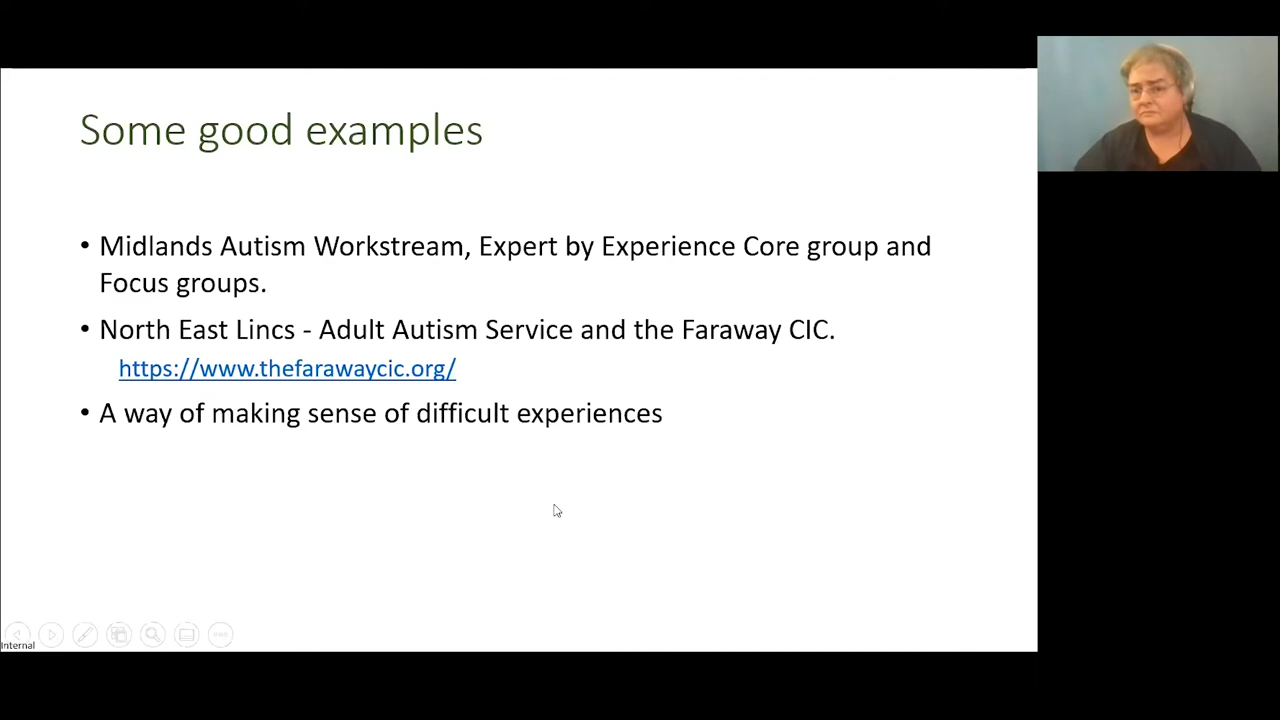 Some good examples
• Midlands Autism Workstream, Expert by Experience Core group and
Focus groups.
• North East Lincs - Adult Autism Service and the Faraway CIC.
https://www.thefarawaycic.org/
• A way of making sense of difficult experiences
Internal